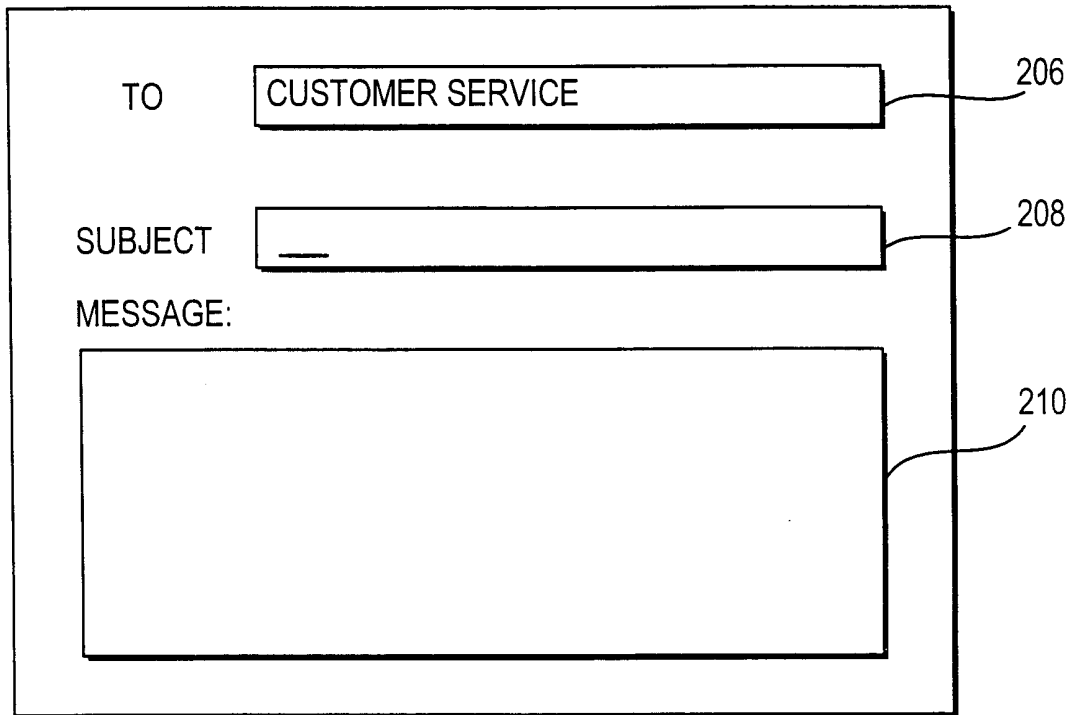 206
TO CUSTOMER SERVICE
208
SUBJECT
MESSAGE:
210